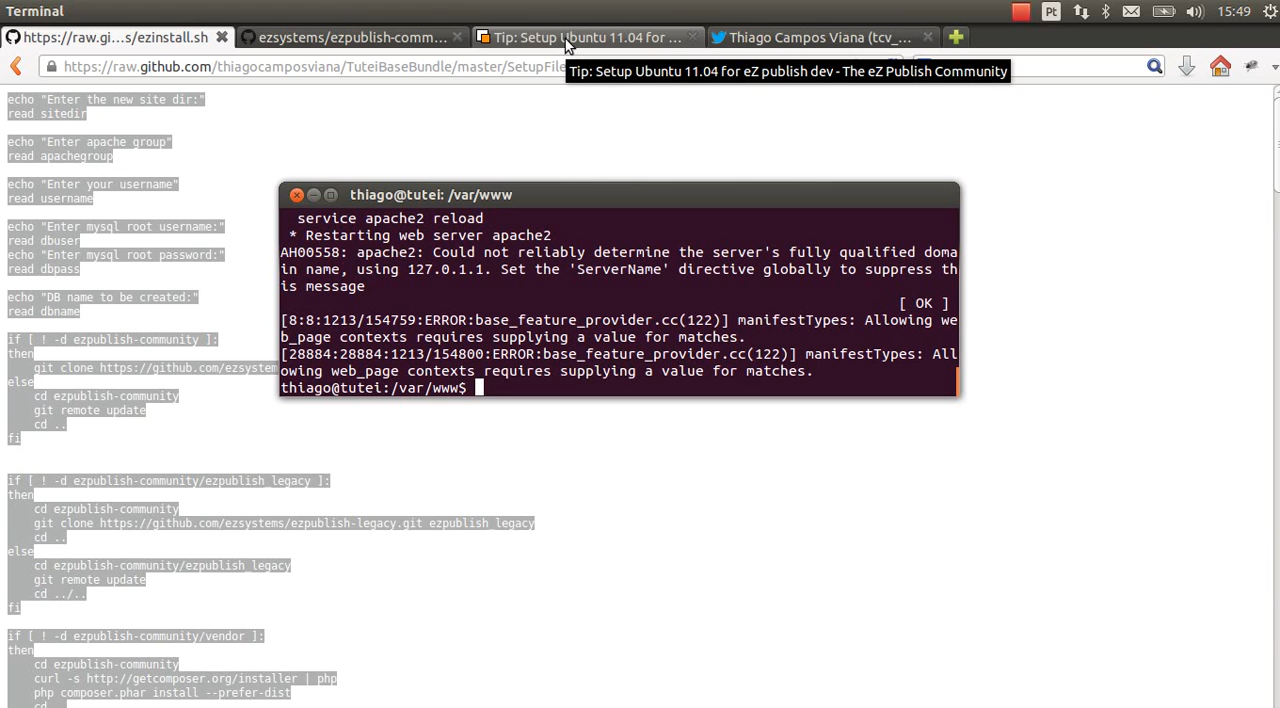 Terminal
Pt
15:49
https://raw.gi...s/ezinstall.sh
ezsystems/ezpublish-comm...
Tip: Setup Ubuntu 11.04 for ...
Thiago Campos Viana (tcv_...
https://raw.github.com/thiagocamposviana/TuteiBaseBundle/master/SetupFile
Tip: Setup Ubuntu 11.04 for eZ publish dev - The eZ Publish Community
echo "Enter the new site dir:"
read sitedir
echo "Enter apache group"
read apachegroup
echo "Enter your username"
read username
echo "Enter mysql root username:"
read dbuser
echo "Enter mysql root password:"
read dbpass
echo "DB name to be created:"
read dbname
if [ ! -d ezpublish-community ]:
then
git clone https://github.com/ezsystem
else
cd ezpublish-community
git remote update
cd ..
fi
if [ ! -d ezpublish-community/ezpublish_legacy ]:
then
cd ezpublish-community
git clone https://github.com/ezsystems/ezpublish-legacy.git ezpublish_legacy
cd ..
else
cd ezpublish-community/ezpublish_legacy
git remote update
cd ../..
fi
if [ ! -d ezpublish-community/vendor ]:
then
cd ezpublish-community
curl -s http://getcomposer.org/installer | php
php composer.phar install --prefer-dist
cd
thiago@tutei: /var/www
service apache2 reload
* Restarting web server apache2
AH00558: apache2: Could not reliably determine the server's fully qualified doma
in name, using 127.0.1.1. Set the 'ServerName' directive globally to suppress th
is message
[ OK ]
[8:8:1213/154759:ERROR:base_feature_provider.cc(122)] manifestTypes: Allowing we
b_page contexts requires supplying a value for matches.
[28884:28884:1213/154800:ERROR:base_feature_provider.cc(122)] manifestTypes: All
owing web_page contexts requires supplying a value for matches.
thiago@tutei:/var/www$